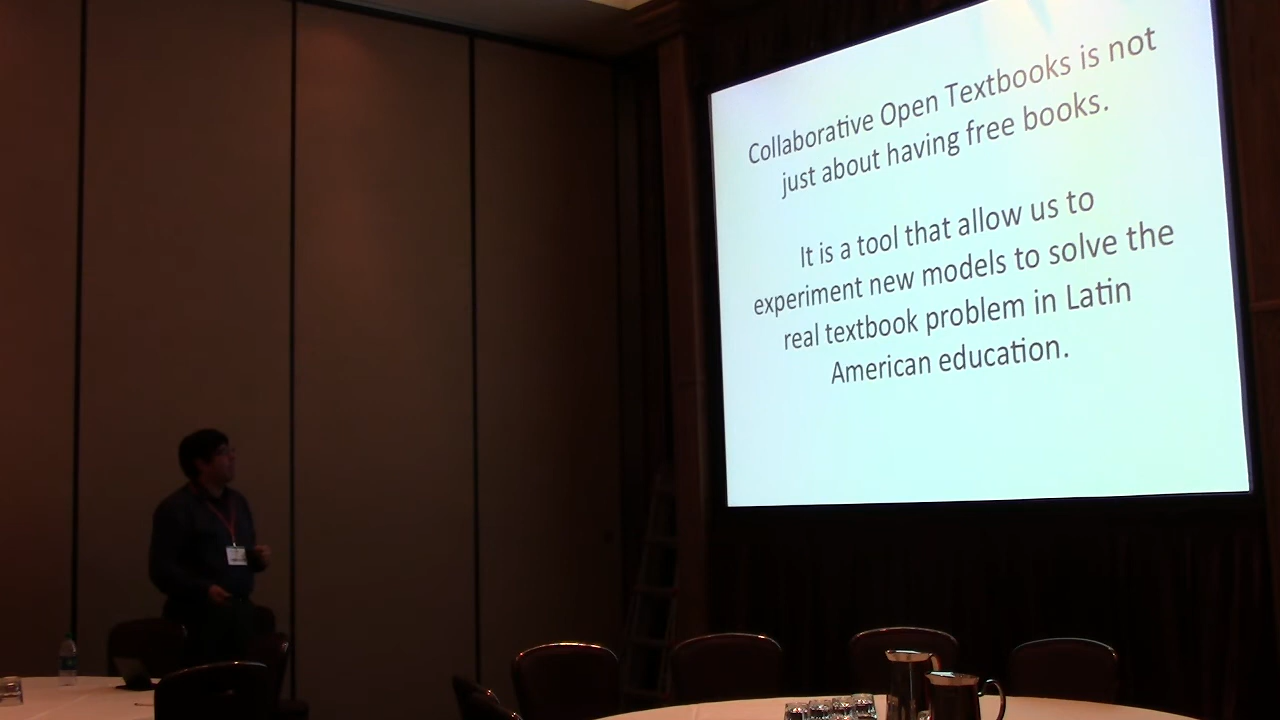 Collaborative Open Textbooks is not
just about having free books.
It is a tool that allow us to
experiment new models to solve the
real textbook problem in Latin
American education.